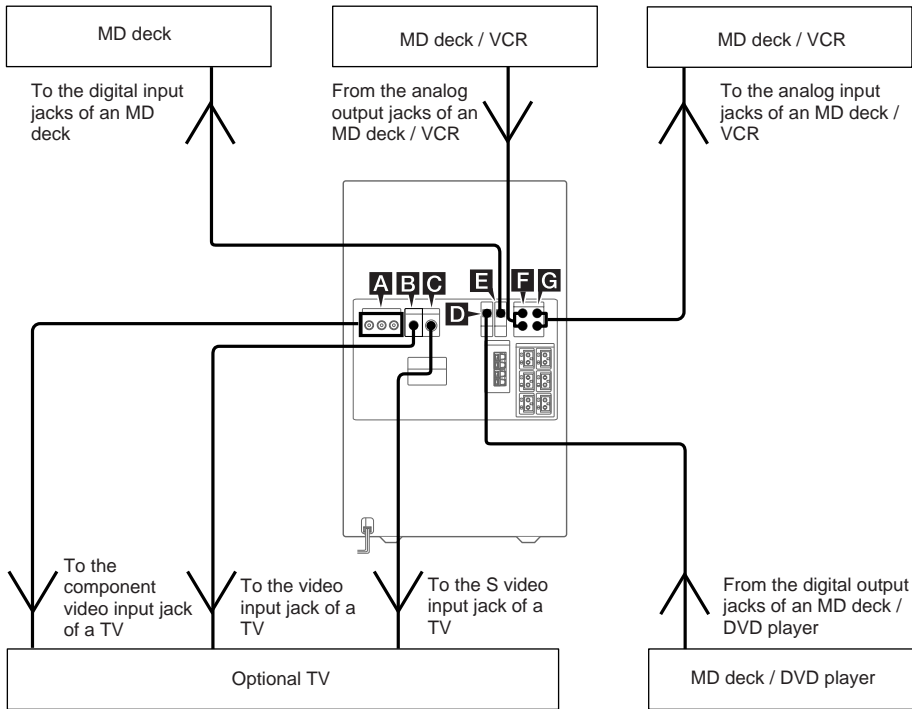 MD deck
MD deck / VCR
MD deck / VCR
To the digital input
jacks of an MD
deck
From the analog
output jacks of an
MD deck / VCR
To the analog input
jacks of an MD deck /
VCR
A
B
C
D
E
F
G
To the
component
video input jack
of a TV
To the video
input jack of a
TV
To the S video
input jack of a
TV
From the digital output
jacks of an MD deck /
DVD player
Optional TV
MD deck / DVD player